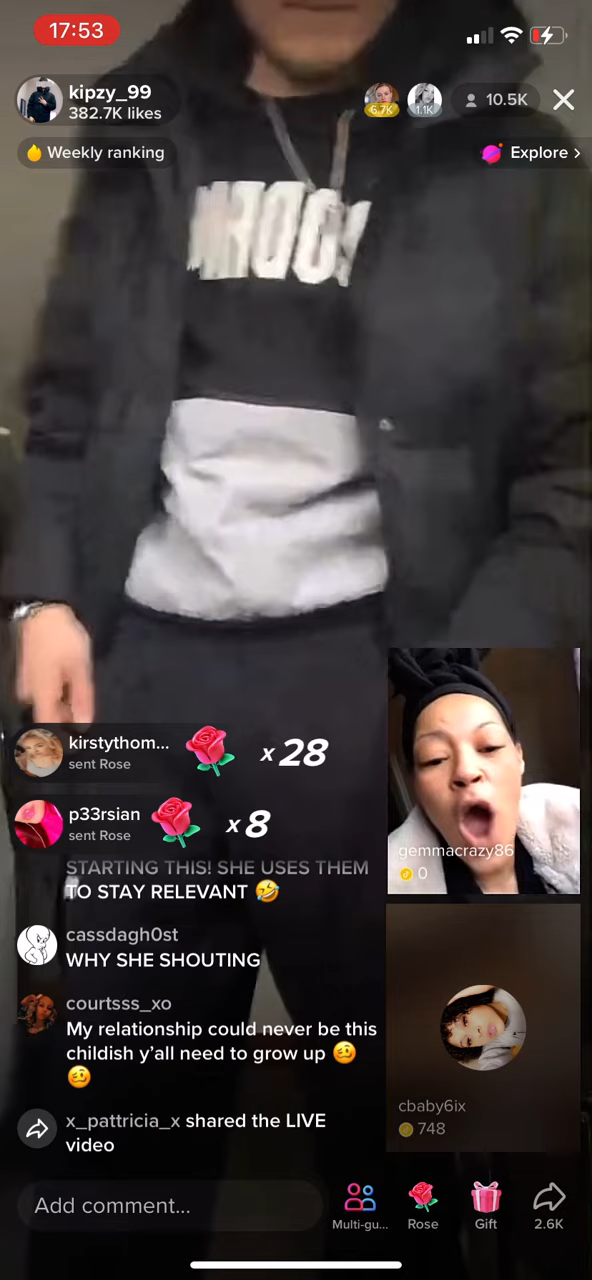 17:53
kipzy_99
382.7K likes
6.7K
1.1K
10.5K
Weekly ranking
Explore >
kirstythom...
sent Rose
x 28
p33rsian
sent Rose
x 8
STARTING THIS! SHE USES THEM
TO STAY RELEVANT 🤣
cassdagh0st
WHY SHE SHOUTING
courtsss_xo
My relationship could never be this
childish y'all need to grow up 🥴
🥴
x_pattricia_x shared the LIVE
video
gemmacrazy86
0
cbaby6ix
748
Add comment...
Multi-gu...
Rose
Gift
2.6K